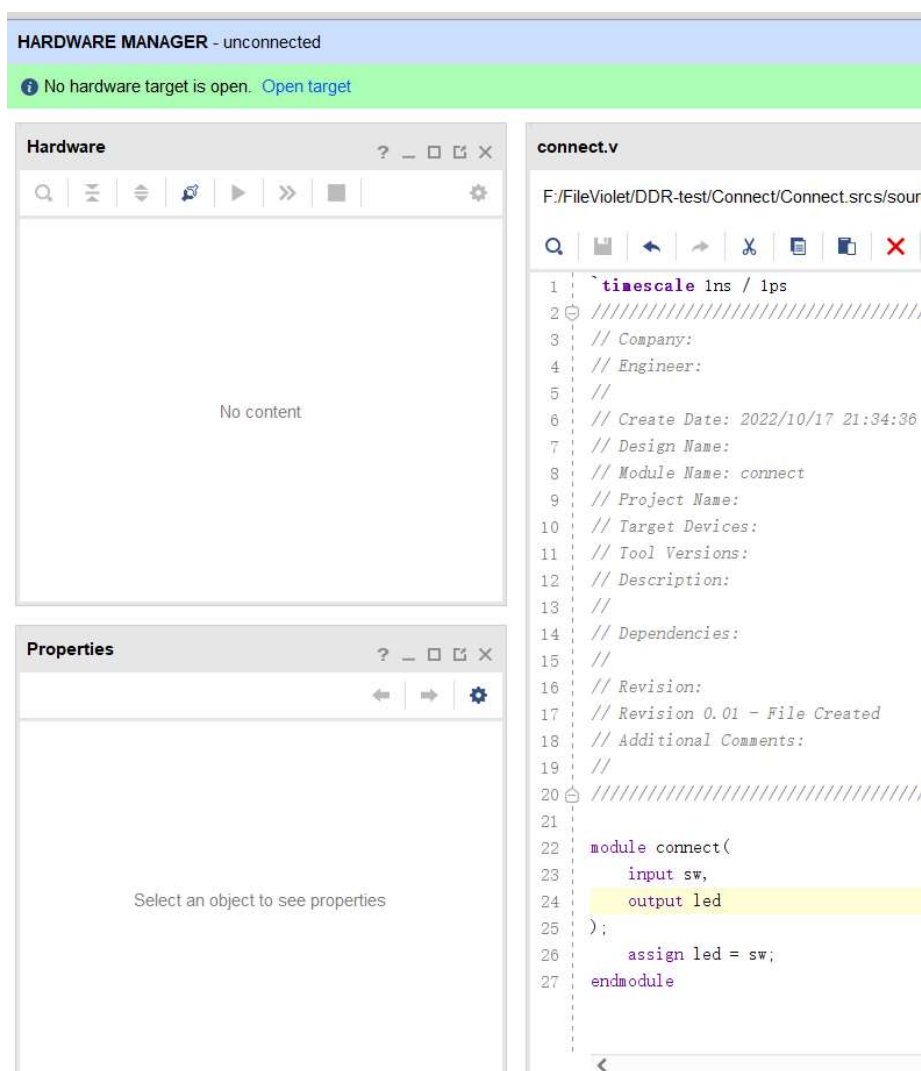 HARDWARE MANAGER - unconnected
No hardware target is open. Open target
Hardware
No content
Properties
Select an object to see properties
connect.v
F:/FileViolet/DDR-test/Connect/Connect.srcs/sour
1 `timescale 1ns / 1ps
2 ///////////////////////////////////
3 // Company:
4 // Engineer:
5 //
6 // Create Date: 2022/10/17 21:34:36
7 // Design Name:
8 // Module Name: connect
9 // Project Name:
10 // Target Devices:
11 // Tool Versions:
12 // Description:
13 //
14 // Dependencies:
15 //
16 // Revision:
17 // Revision 0.01 - File Created
18 // Additional Comments:
19 //
20 ///////////////////////////////////
21
22 module connect(
23 input sw,
24 output led
25 );
26 assign led = sw;
27 endmodule